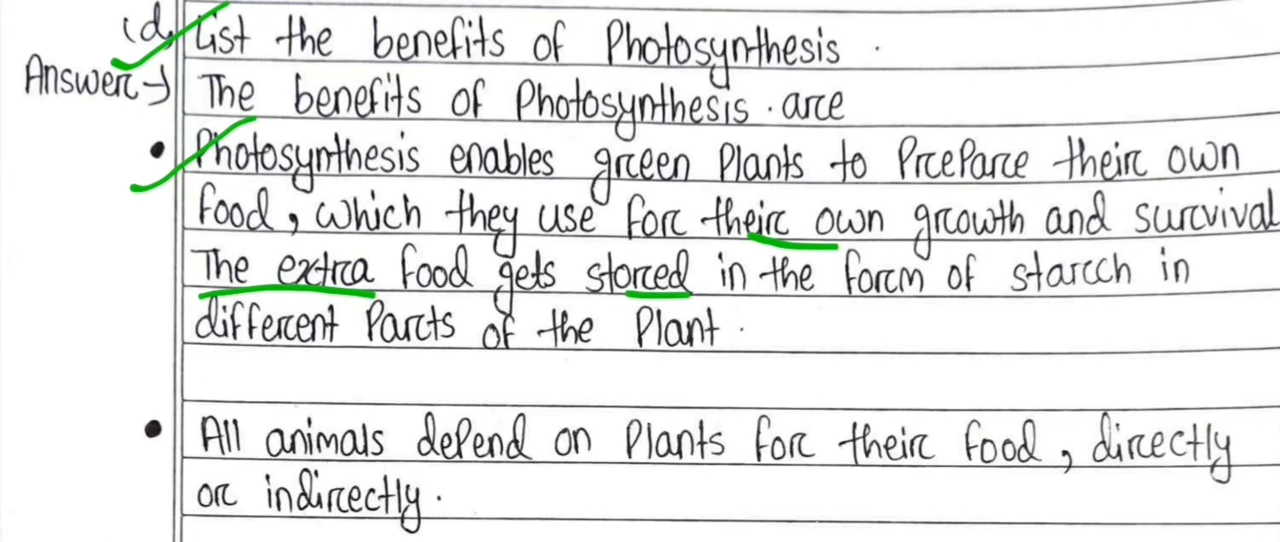 (d) List the benefits of Photosynthesis.
Answer → The benefits of Photosynthesis. are
• Photosynthesis enables green Plants to Prepare their own
food, which they use for their own growth and survival
The extra food gets stored in the form of starch in
different Parts of the Plant.
• All animals depend on Plants for their food, directly
or indirectly.